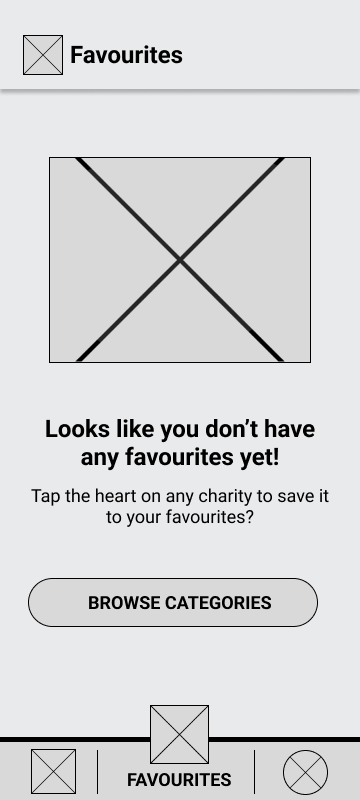 Favourites
Looks like you don’t have
any favourites yet!
Tap the heart on any charity to save it
to your favourites?
BROWSE CATEGORIES
FAVOURITES